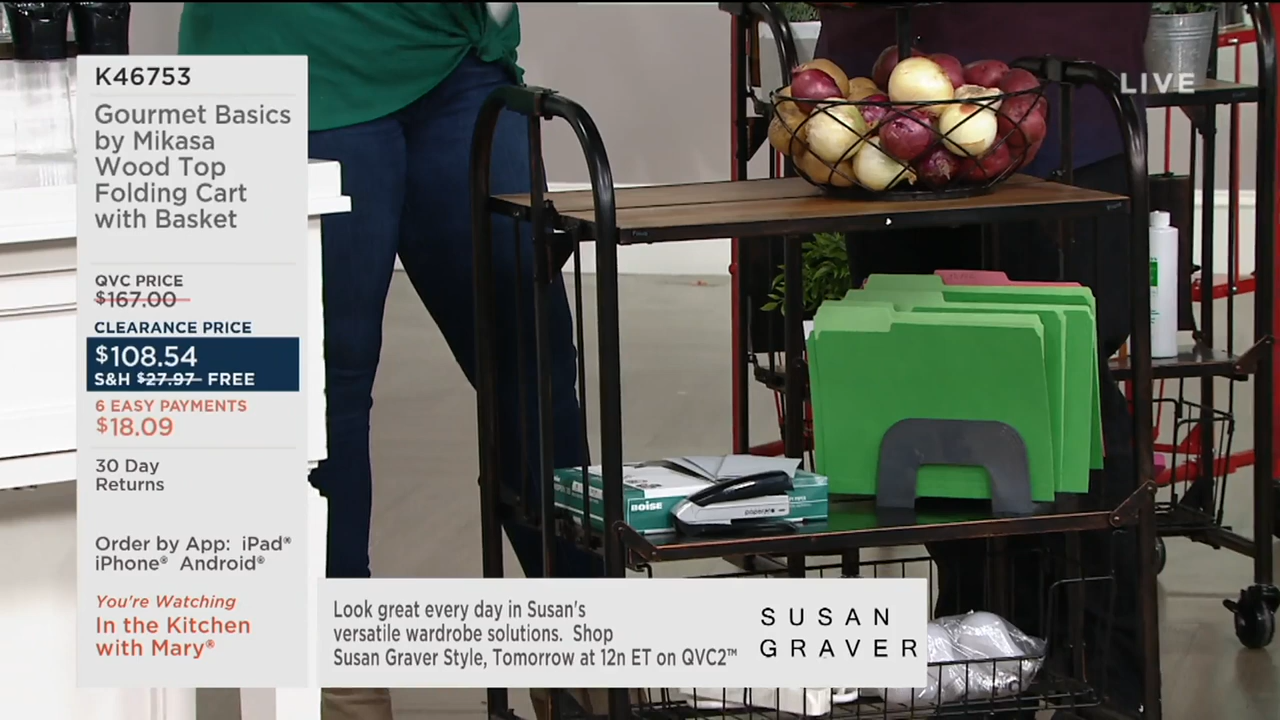 K46753
Gourmet Basics
by Mikasa
Wood Top
Folding Cart
with Basket
QVC PRICE
$167.00
CLEARANCE PRICE
$108.54
S&H $27.97 FREE
6 EASY PAYMENTS
$18.09
30 Day
Returns
Order by App: iPad®
iPhone® Android®
You're Watching
In the Kitchen
with Mary®
LIVE
BOISE
Look great every day in Susan's
versatile wardrobe solutions. Shop
Susan Graver Style, Tomorrow at 12n ET on QVC2™
SUSAN
GRAVER